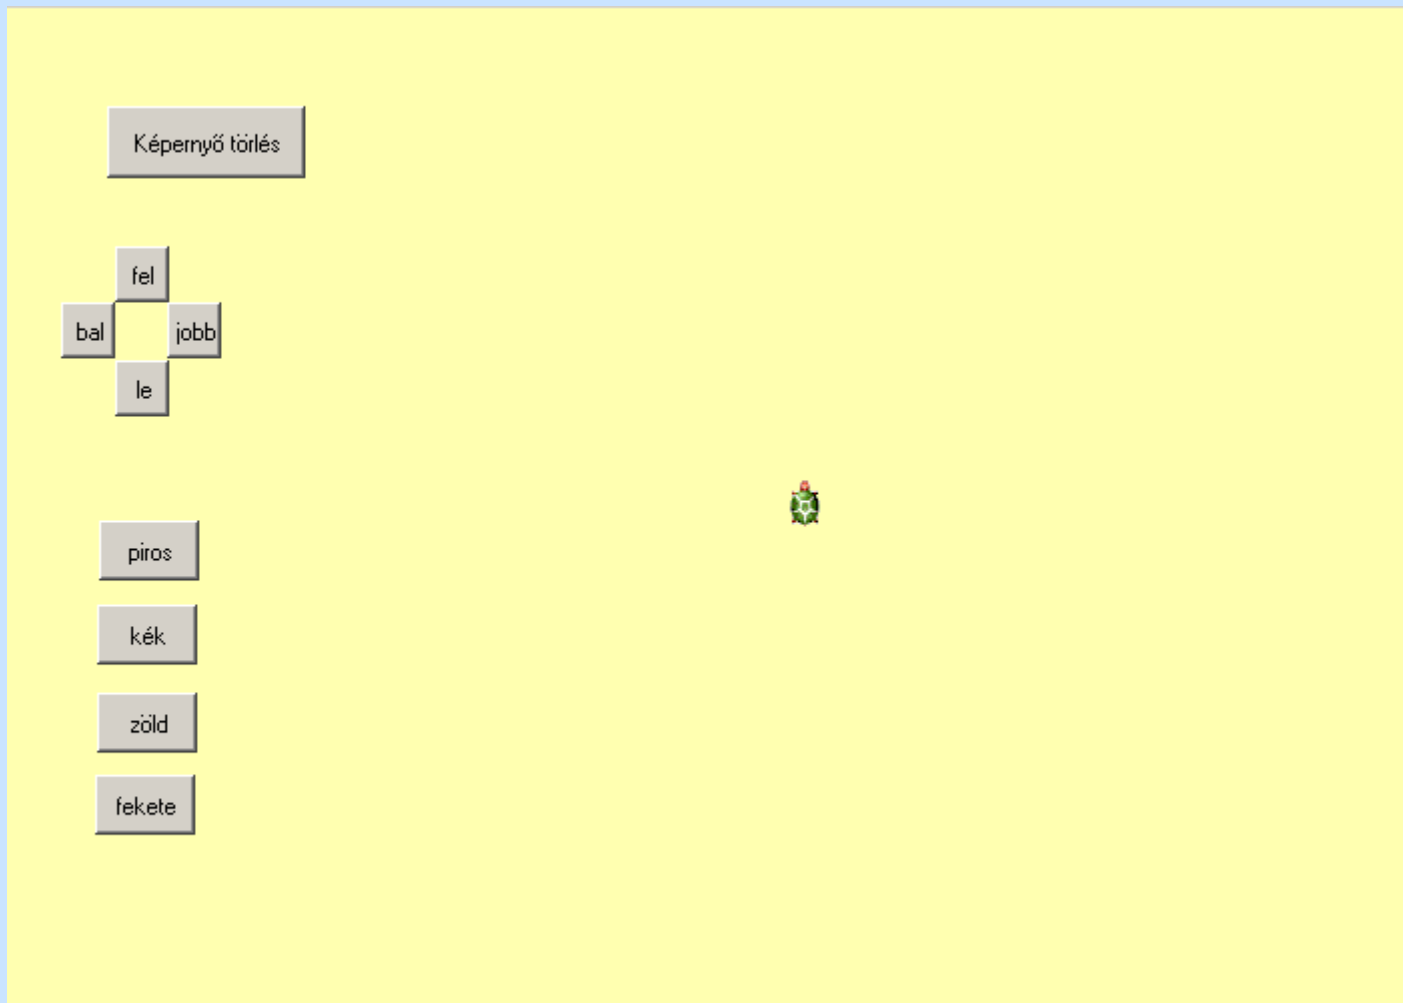 Képernyő törlés
fel
bal
jobb
le
piros
kék
zöld
fekete